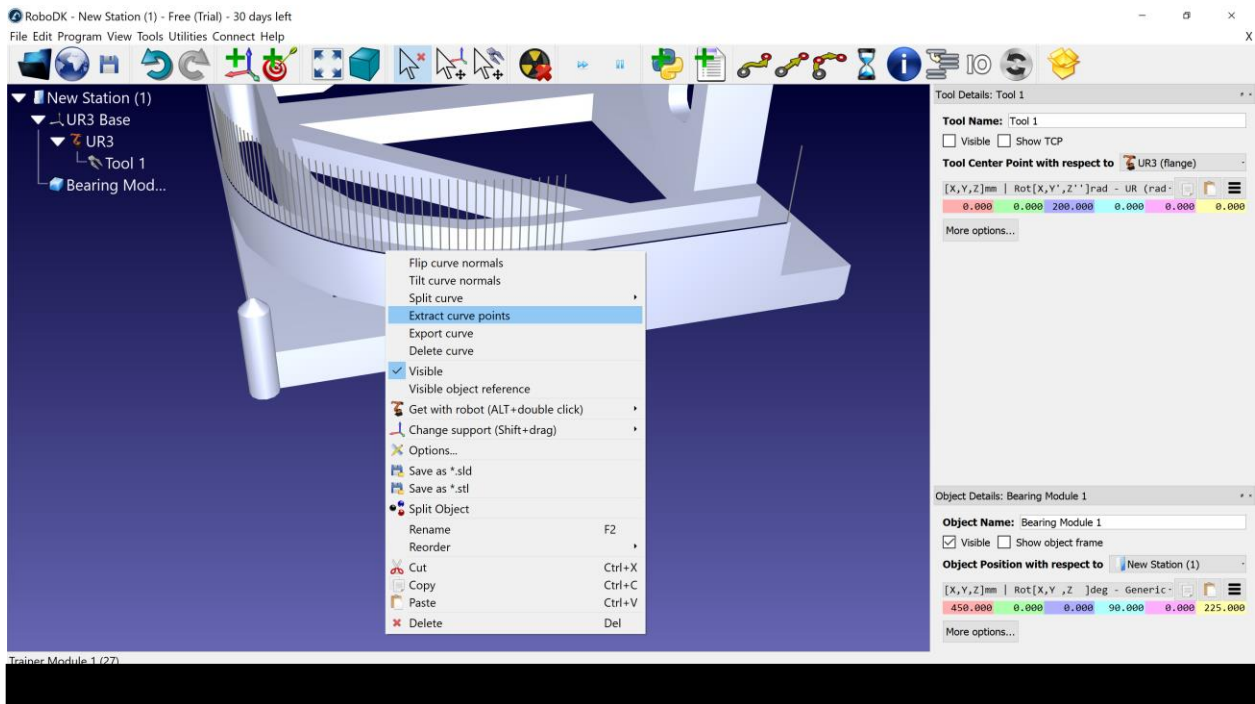 RoboDK - New Station (1) - Free (Trial) - 30 days left
File Edit Program View Tools Utilities Connect Help
X
IO
New Station (1)
UR3 Base
UR3
Tool 1
Bearing Mod...
Flip curve normals
Tilt curve normals
Split curve
Extract curve points
Export curve
Delete curve
Visible
Visible object reference
Get with robot (ALT+double click)
Change support (Shift+drag)
Options...
Save as *.sld
Save as *.stl
Split Object
Rename F2
Reorder
Cut Ctrl+X
Copy Ctrl+C
Paste Ctrl+V
Delete Del
Tool Details: Tool 1
Tool Name: Tool 1
Visible Show TCP
Tool Center Point with respect to UR3 (flange)
[X,Y,Z]mm | Rot[X,Y',Z'']rad - UR (rad
0.000 0.000 200.000 0.000 0.000 0.000
More options...
Object Details: Bearing Module 1
Object Name: Bearing Module 1
Visible Show object frame
Object Position with respect to New Station (1)
[X,Y,Z]mm | Rot[X,Y ,Z ]deg - Generic
450.000 0.000 0.000 90.000 0.000 225.000
More options...
Trainer Module 1 (27)